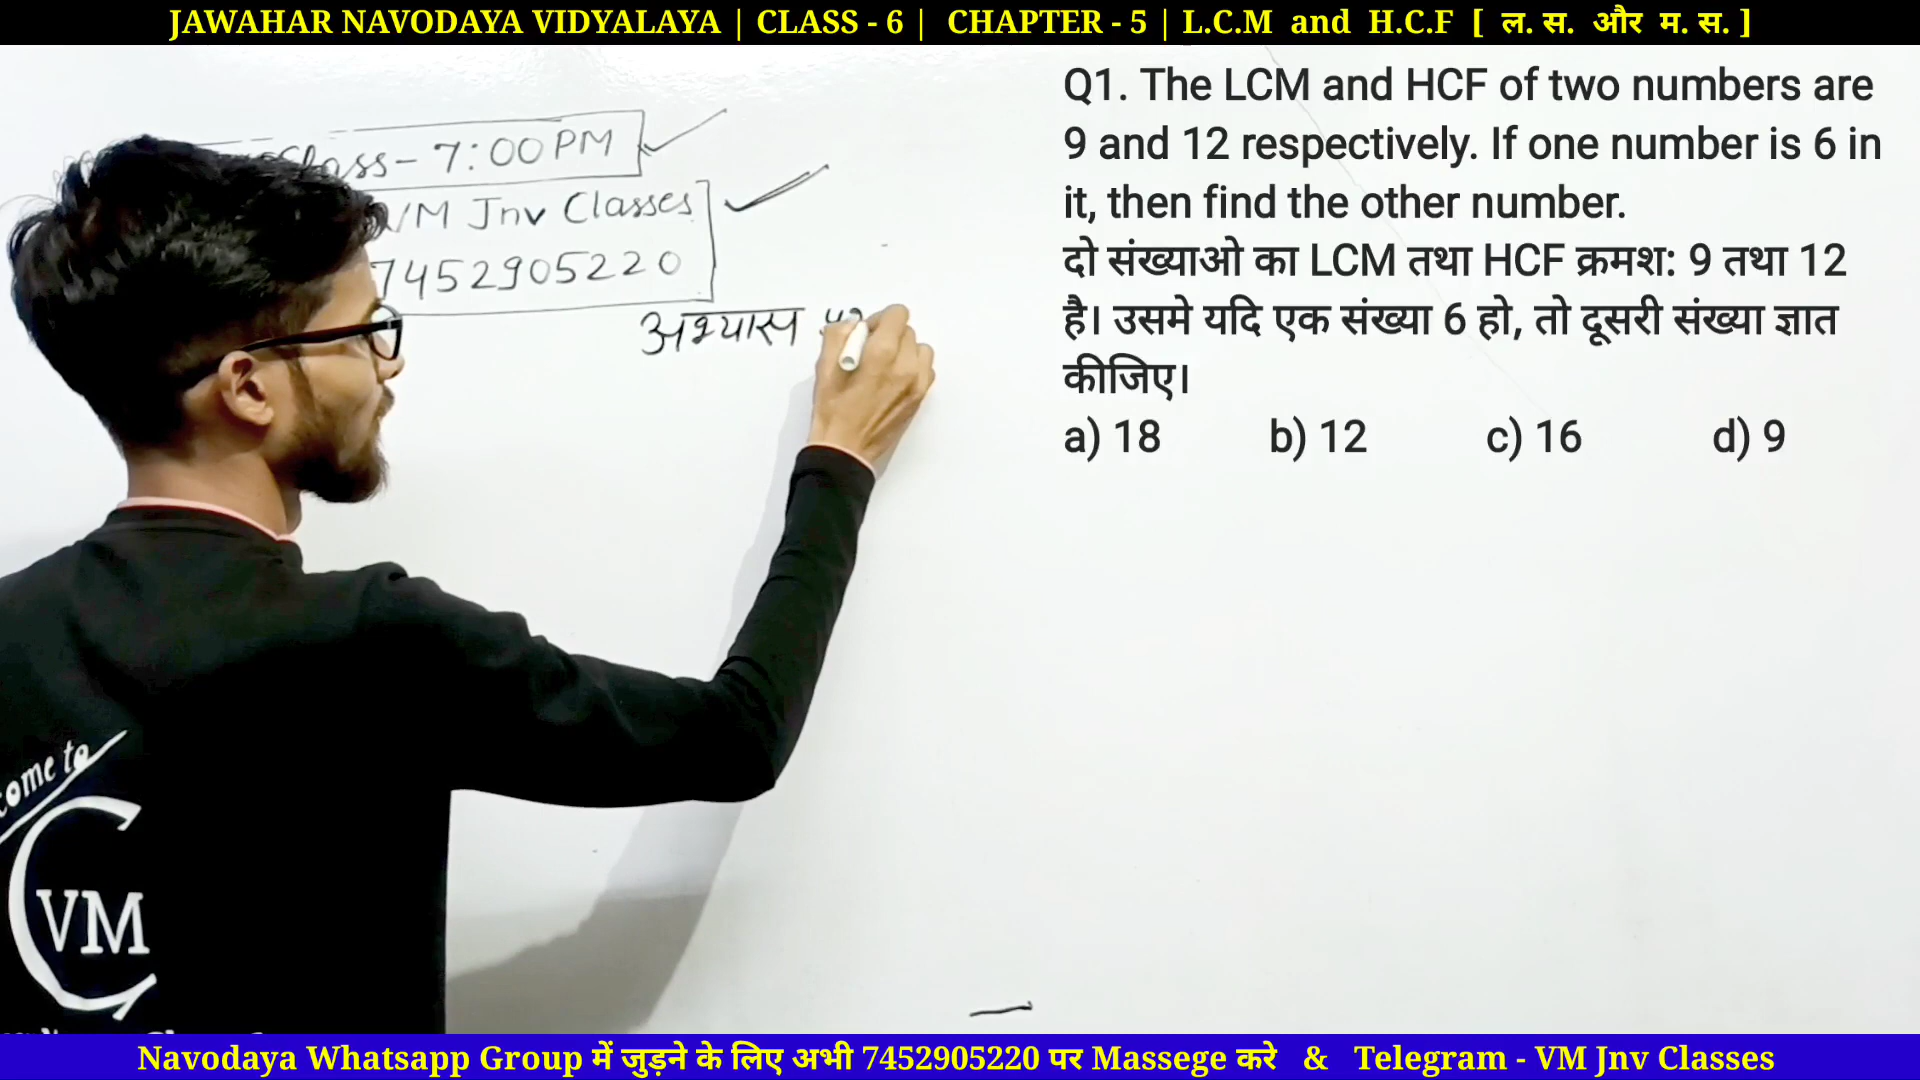 JAWAHAR NAVODAYA VIDYALAYA | CLASS - 6 | CHAPTER - 5 | L.C.M and H.C.F [ ल. स. और म. स. ]
Class - 7:00 PM
VM Jnv Classes
7452905220
अभ्यास
Q1. The LCM and HCF of two numbers are
9 and 12 respectively. If one number is 6 in
it, then find the other number.
दो संख्याओ का LCM तथा HCF क्रमश: 9 तथा 12
है। उसमे यदि एक संख्या 6 हो, तो दूसरी संख्या ज्ञात
कीजिए।
a) 18 b) 12 c) 16 d) 9
come to
VM
Navodaya Whatsapp Group में जुड़ने के लिए अभी 7452905220 पर Massege करे & Telegram - VM Jnv Classes